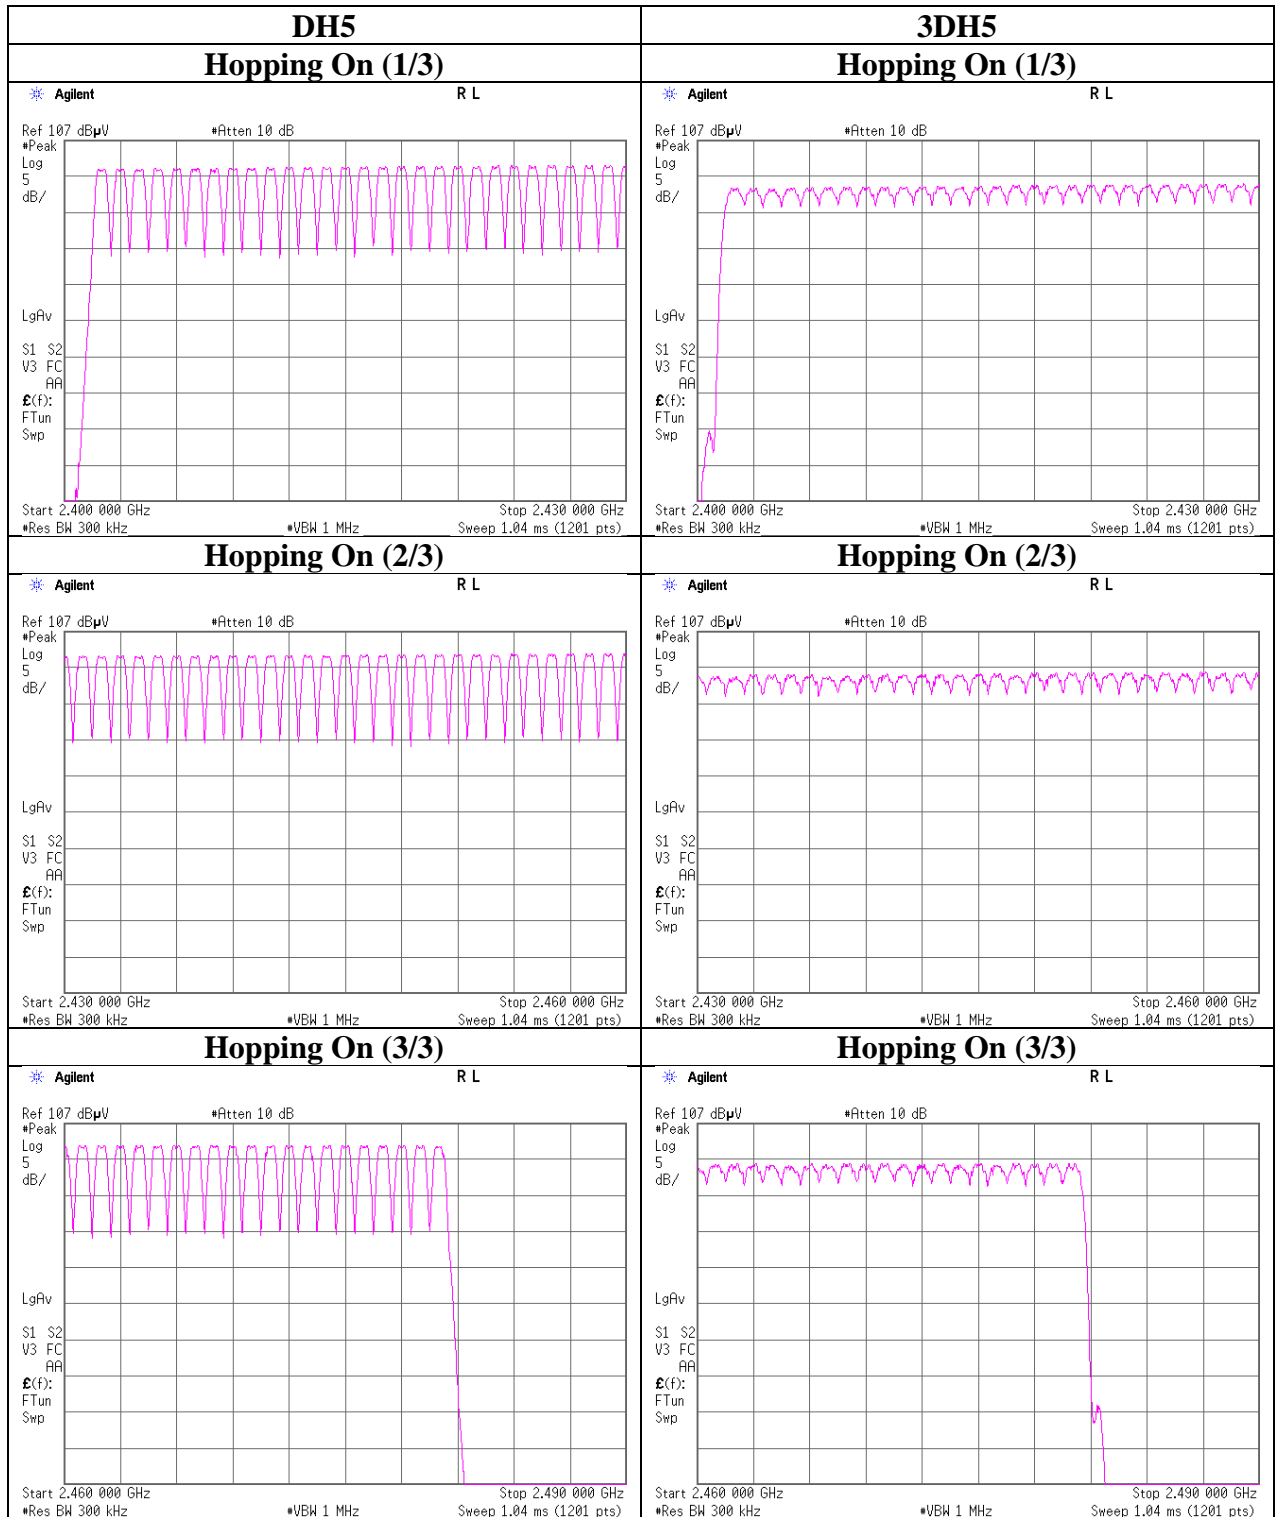 DH5
3DH5
Hopping On (1/3)
Hopping On (1/3)
Agilent
R L
Ref 107 dBµV
#Atten 10 dB
#Peak
Log
5
dB/
LgAv
S1 S2
V3 FC
AA
£(f):
FTun
Swp
Start 2.400 000 GHz
Stop 2.430 000 GHz
#Res BW 300 kHz
#VBW 1 MHz
Sweep 1.04 ms (1201 pts)
Agilent
R L
Ref 107 dBµV
#Atten 10 dB
#Peak
Log
5
dB/
LgAv
S1 S2
V3 FC
AA
£(f):
FTun
Swp
Start 2.400 000 GHz
Stop 2.430 000 GHz
#Res BW 300 kHz
#VBW 1 MHz
Sweep 1.04 ms (1201 pts)
Hopping On (2/3)
Hopping On (2/3)
Agilent
R L
Ref 107 dBµV
#Atten 10 dB
#Peak
Log
5
dB/
LgAv
S1 S2
V3 FC
AA
£(f):
FTun
Swp
Start 2.430 000 GHz
Stop 2.460 000 GHz
#Res BW 300 kHz
#VBW 1 MHz
Sweep 1.04 ms (1201 pts)
Agilent
R L
Ref 107 dBµV
#Atten 10 dB
#Peak
Log
5
dB/
LgAv
S1 S2
V3 FC
AA
£(f):
FTun
Swp
Start 2.430 000 GHz
Stop 2.460 000 GHz
#Res BW 300 kHz
#VBW 1 MHz
Sweep 1.04 ms (1201 pts)
Hopping On (3/3)
Hopping On (3/3)
Agilent
R L
Ref 107 dBµV
#Atten 10 dB
#Peak
Log
5
dB/
LgAv
S1 S2
V3 FC
AA
£(f):
FTun
Swp
Start 2.460 000 GHz
Stop 2.490 000 GHz
#Res BW 300 kHz
#VBW 1 MHz
Sweep 1.04 ms (1201 pts)
Agilent
R L
Ref 107 dBµV
#Atten 10 dB
#Peak
Log
5
dB/
LgAv
S1 S2
V3 FC
AA
£(f):
FTun
Swp
Start 2.460 000 GHz
Stop 2.490 000 GHz
#Res BW 300 kHz
#VBW 1 MHz
Sweep 1.04 ms (1201 pts)